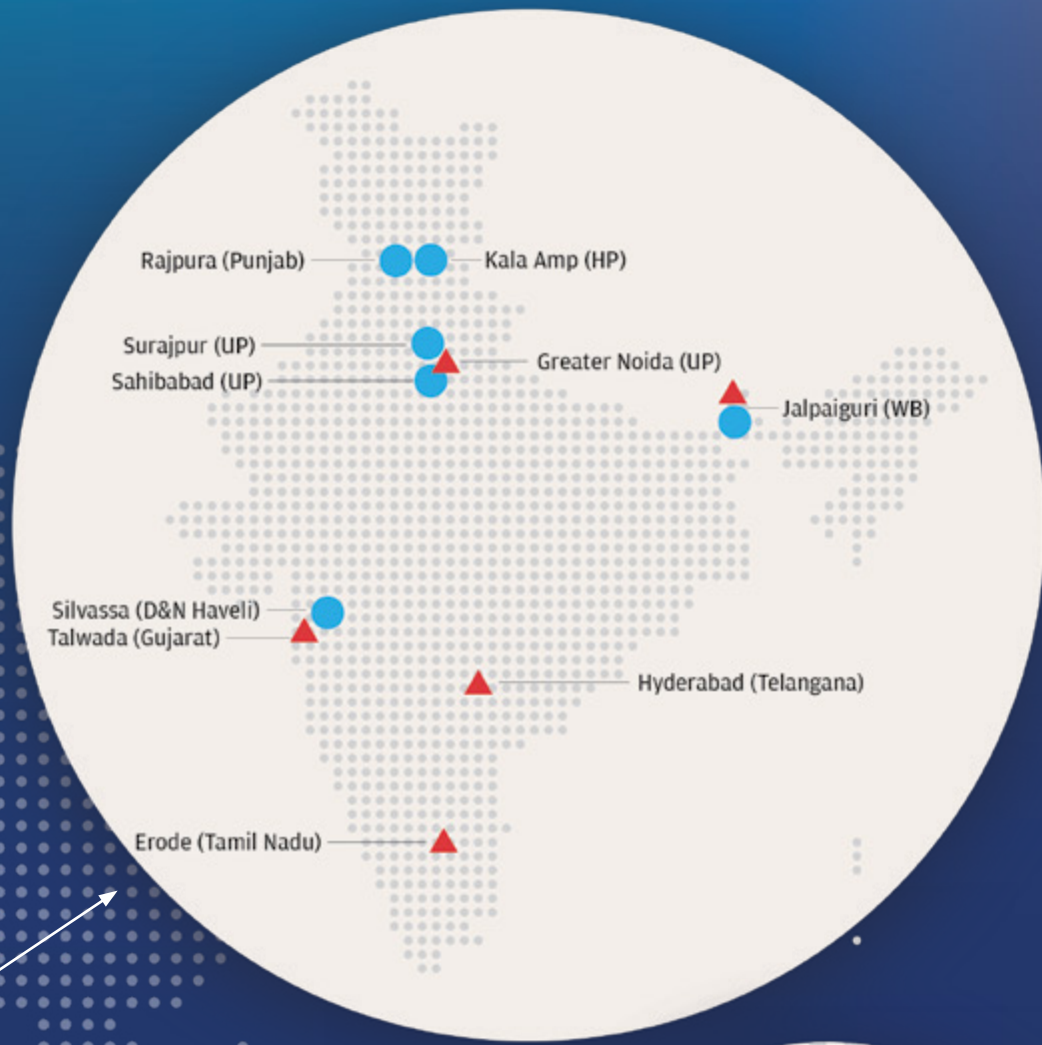 Rajpura (Punjab)
Kala Amp (HP)
Surajpur (UP)
Greater Noida (UP)
Sahibabad (UP)
Jalpaiguri (WB)
Silvassa (D&N Haveli)
Talwada (Gujarat)
Hyderabad (Telangana)
Erode (Tamil Nadu)